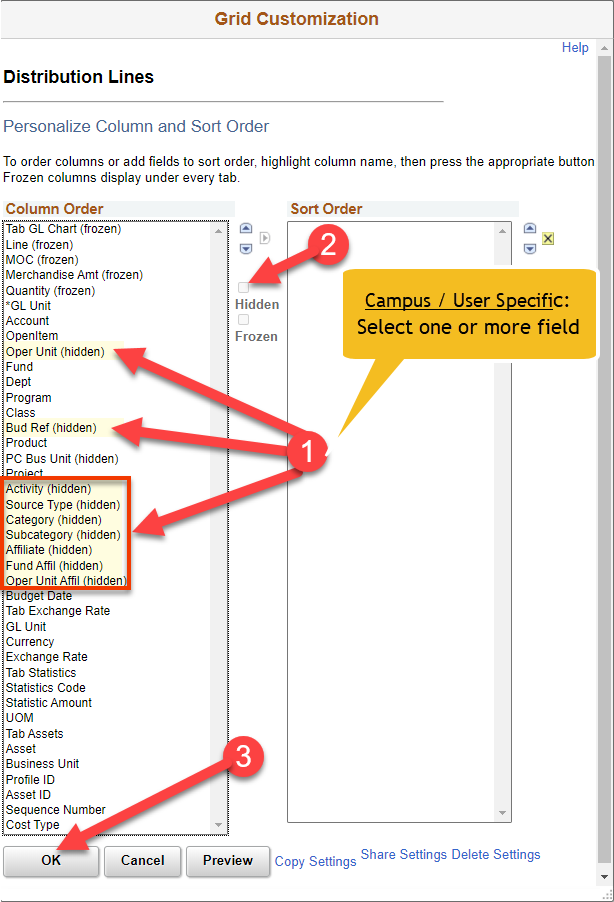 Grid Customization
Help
Distribution Lines
Personalize Column and Sort Order
To order columns or add fields to sort order, highlight column name, then press the appropriate button
Frozen columns display under every tab.
Column Order
Tab GL Chart (frozen)
Line (frozen)
MOC (frozen)
Merchandise Amt (frozen)
Quantity (frozen)
*GL Unit
Account
OpenItem
Oper Unit (hidden)
Fund
Dept
Program
Class
Bud Ref (hidden)
Product
PC Bus Unit (hidden)
Project
Activity (hidden)
Source Type (hidden)
Category (hidden)
Subcategory (hidden)
Affiliate (hidden)
Fund Affil (hidden)
Oper Unit Affil (hidden)
Budget Date
Tab Exchange Rate
GL Unit
Currency
Exchange Rate
Tab Statistics
Statistics Code
Statistic Amount
UOM
Tab Assets
Asset
Business Unit
Profile ID
Asset ID
Sequence Number
Cost Type
Hidden
Frozen
Sort Order
2
Campus / User Specific:
Select one or more field
1
3
OK
Cancel
Preview
Copy Settings
Share Settings
Delete Settings